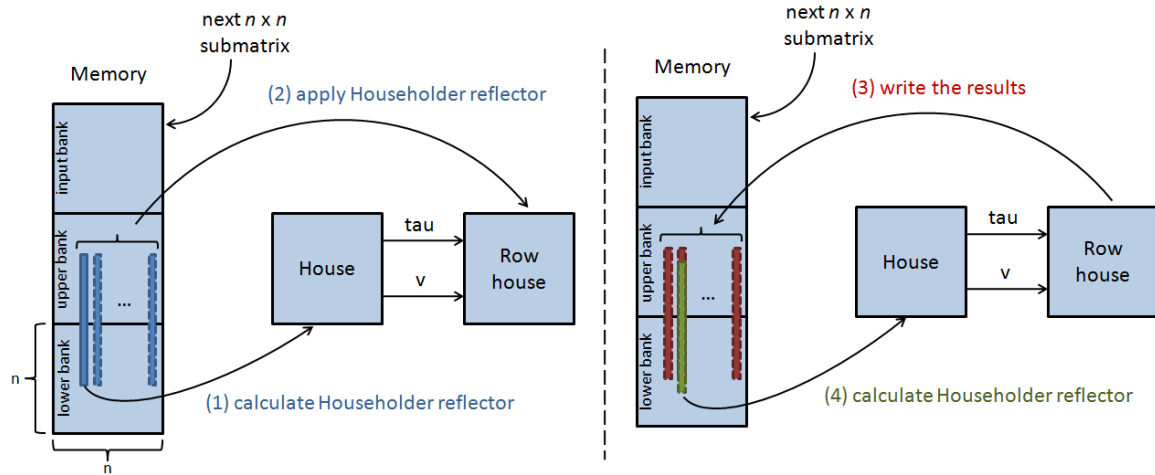 next n x n
submatrix
Memory
(2) apply Householder reflector
input bank
upper bank
lower bank
...
House
tau
v
Row
house
n
n
(1) calculate Householder reflector
next n x n
submatrix
Memory
(3) write the results
input bank
upper bank
lower bank
...
House
tau
v
Row
house
(4) calculate Householder reflector